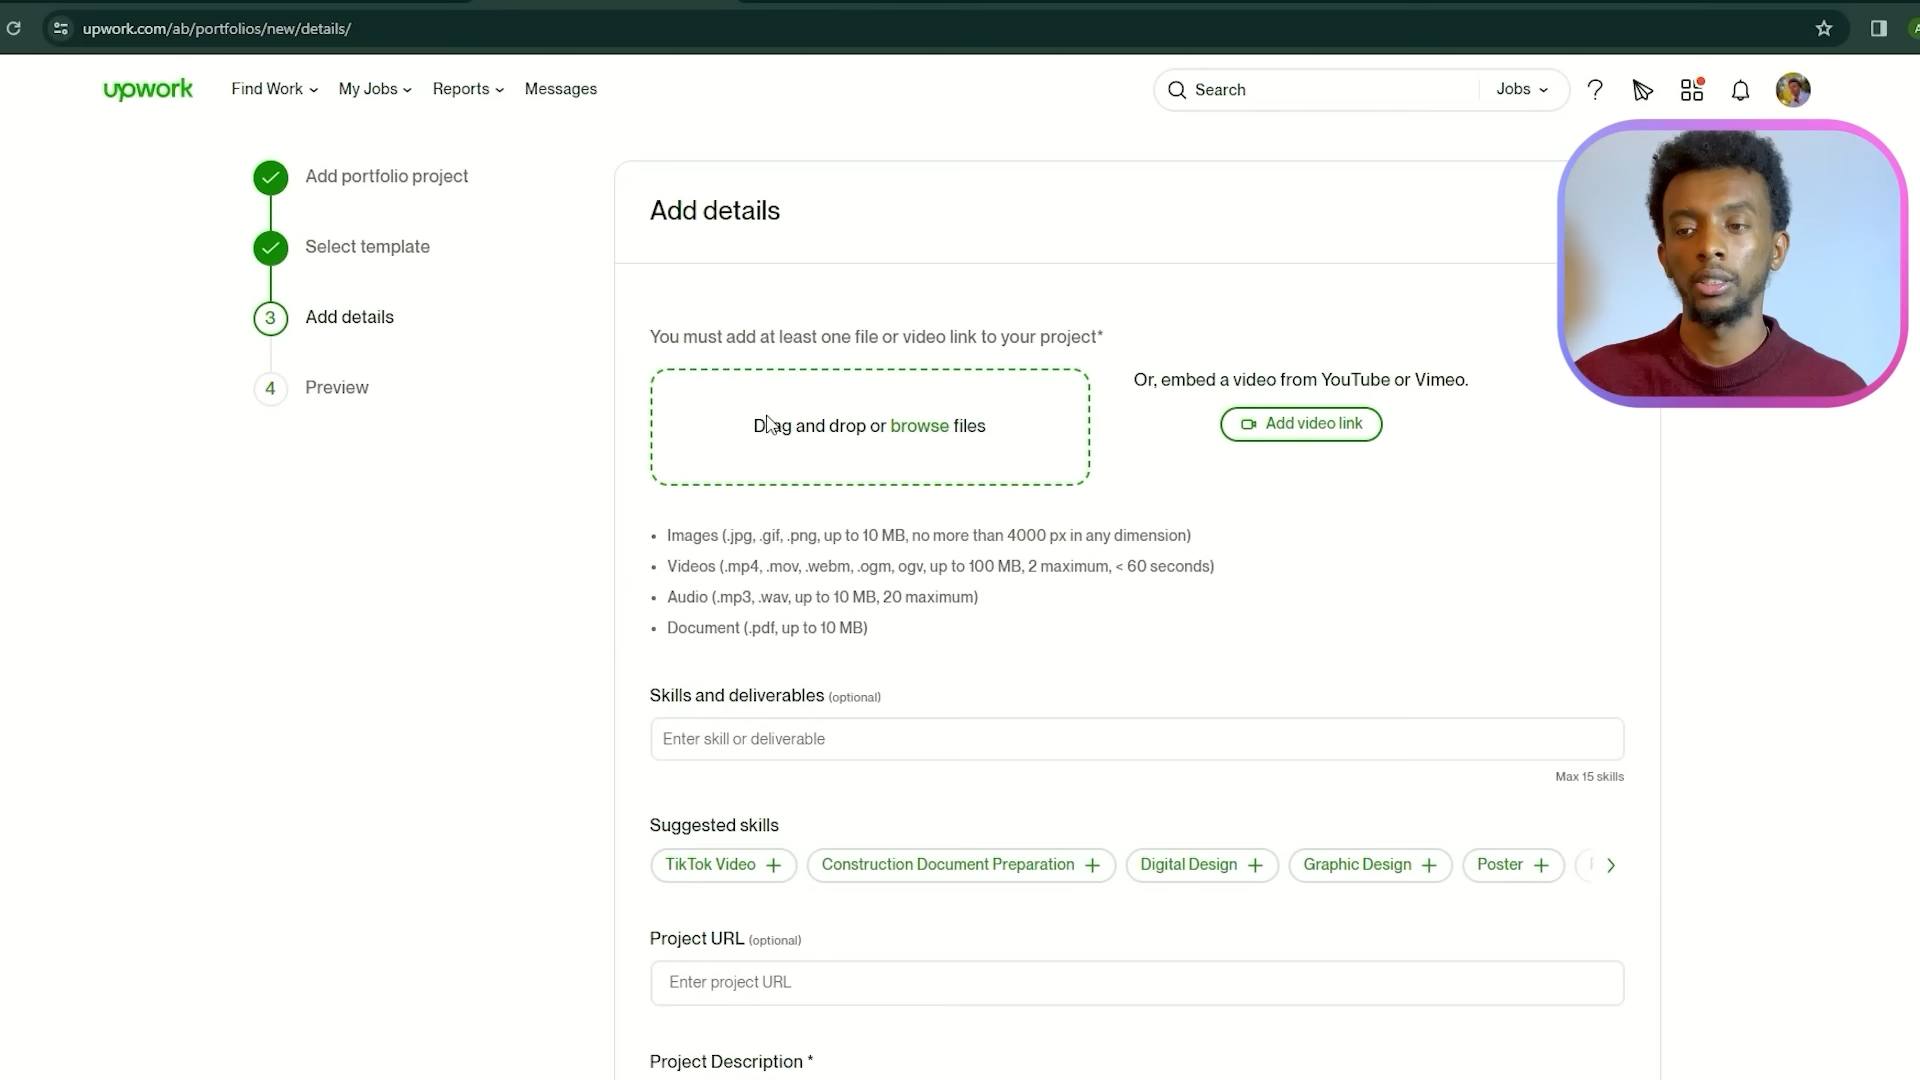 upwork.com/ab/portfolios/new/details/
upwork
Find Work
My Jobs
Reports
Messages
Search
Jobs
Add portfolio project
Select template
3 Add details
4 Preview
Add details
You must add at least one file or video link to your project*
Drag and drop or browse files
Or, embed a video from YouTube or Vimeo.
Add video link
• Images (.jpg, .gif, .png, up to 10 MB, no more than 4000 px in any dimension)
• Videos (.mp4, .mov, .webm, .ogm, ogv, up to 100 MB, 2 maximum, < 60 seconds)
• Audio (.mp3, .wav, up to 10 MB, 20 maximum)
• Document (.pdf, up to 10 MB)
Skills and deliverables (optional)
Enter skill or deliverable
Max 15 skills
Suggested skills
TikTok Video +
Construction Document Preparation +
Digital Design +
Graphic Design +
Poster +
Project URL (optional)
Enter project URL
Project Description *